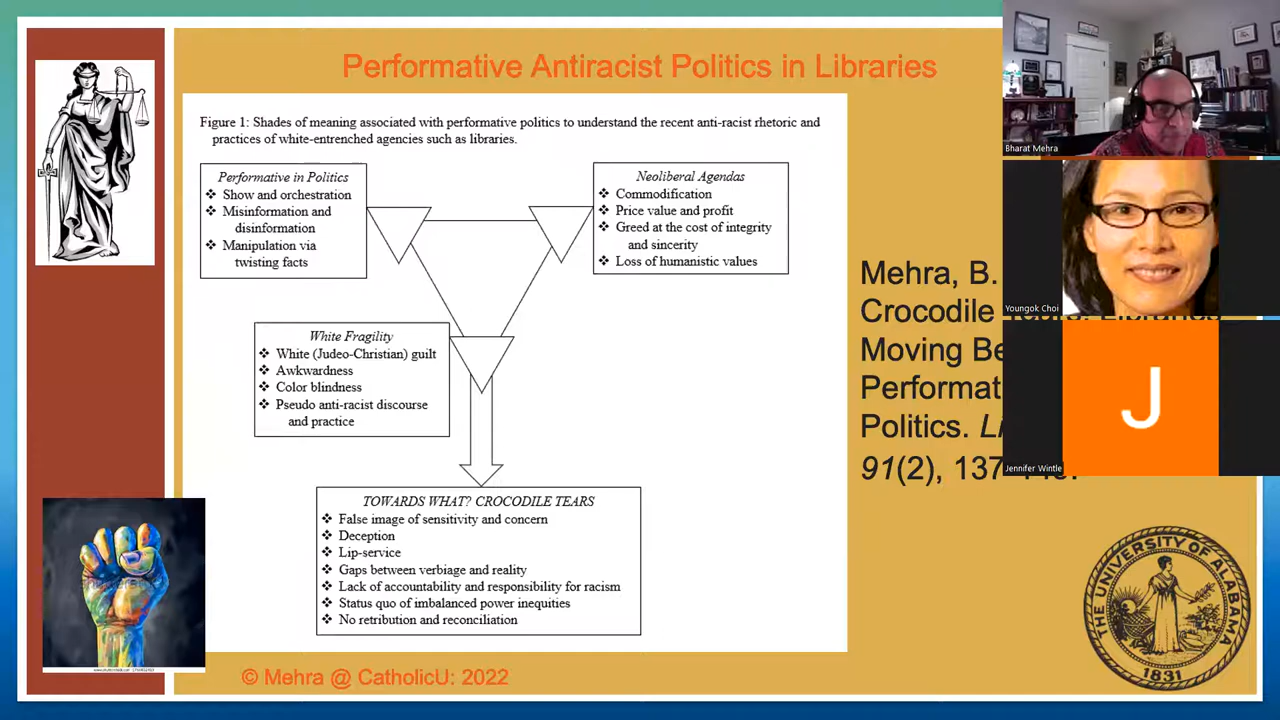 Performative Antiracist Politics in Libraries
Figure 1: Shades of meaning associated with performative politics to understand the recent anti-racist rhetoric and
practices of white-entrenched agencies such as libraries.
Performative in Politics
❖ Show and orchestration
❖ Misinformation and
disinformation
❖ Manipulation via
twisting facts
Neoliberal Agendas
❖ Commodification
❖ Price value and profit
❖ Greed at the cost of integrity
and sincerity
❖ Loss of humanistic values
White Fragility
❖ White (Judeo-Christian) guilt
❖ Awkwardness
❖ Color blindness
❖ Pseudo anti-racist discourse
and practice
TOWARDS WHAT? CROCODILE TEARS
❖ False image of sensitivity and concern
❖ Deception
❖ Lip-service
❖ Gaps between verbiage and reality
❖ Lack of accountability and responsibility for racism
❖ Status quo of imbalanced power inequities
❖ No retribution and reconciliation
Mehra, B.
Crocodile
Moving
Politics.
91(2),
Bharat Mehra
Youngok Choi
J
Jennifer Wintle
THE UNIVERSITY OF ALABAMA
1831
© Mehra @ CatholicU: 2022